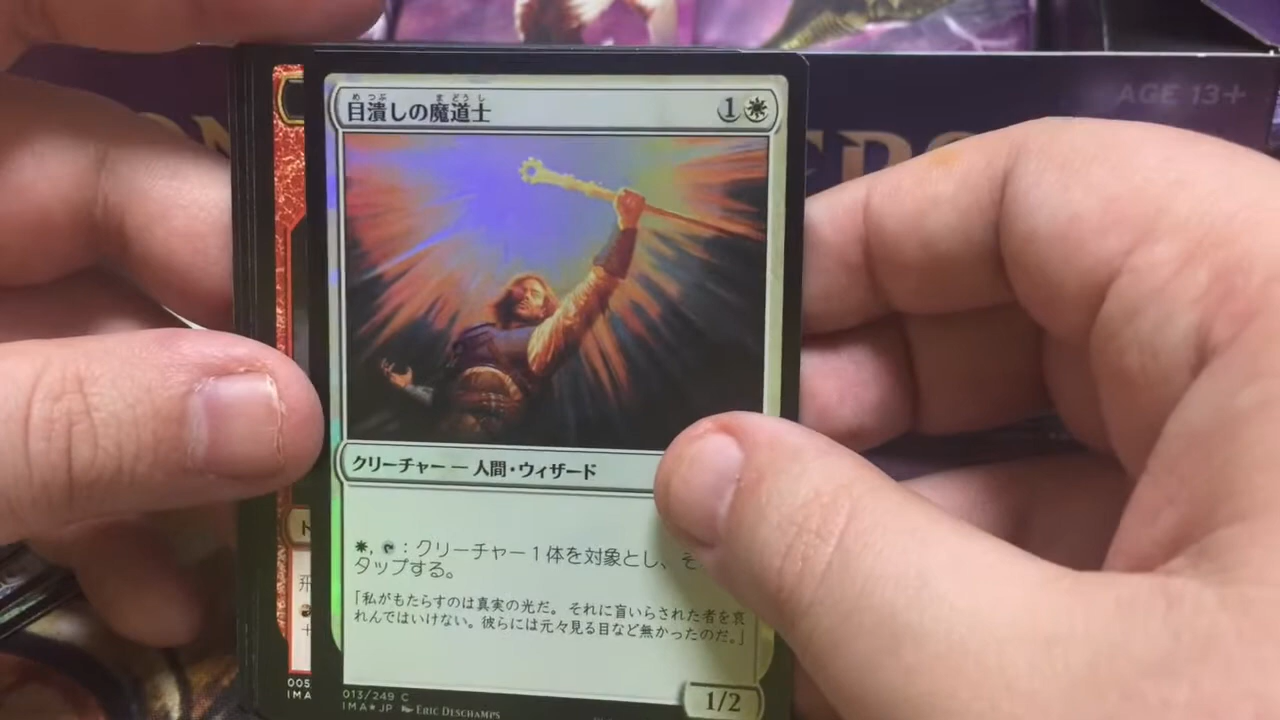 AGE 13+
めつぶ まどうし
目潰しの魔道士 1
クリーチャー ― 人間・ウィザード
: クリーチャー1体を対象とし、そ
タップする。
「私がもたらすのは真実の光だ。それに盲いらされた者を哀
れんではいけない。彼らには元々見る目など無かったのだ。」
1/2
013/249 C
IMA★JP Eric Deschamps
ト
飛
+
005
IMA